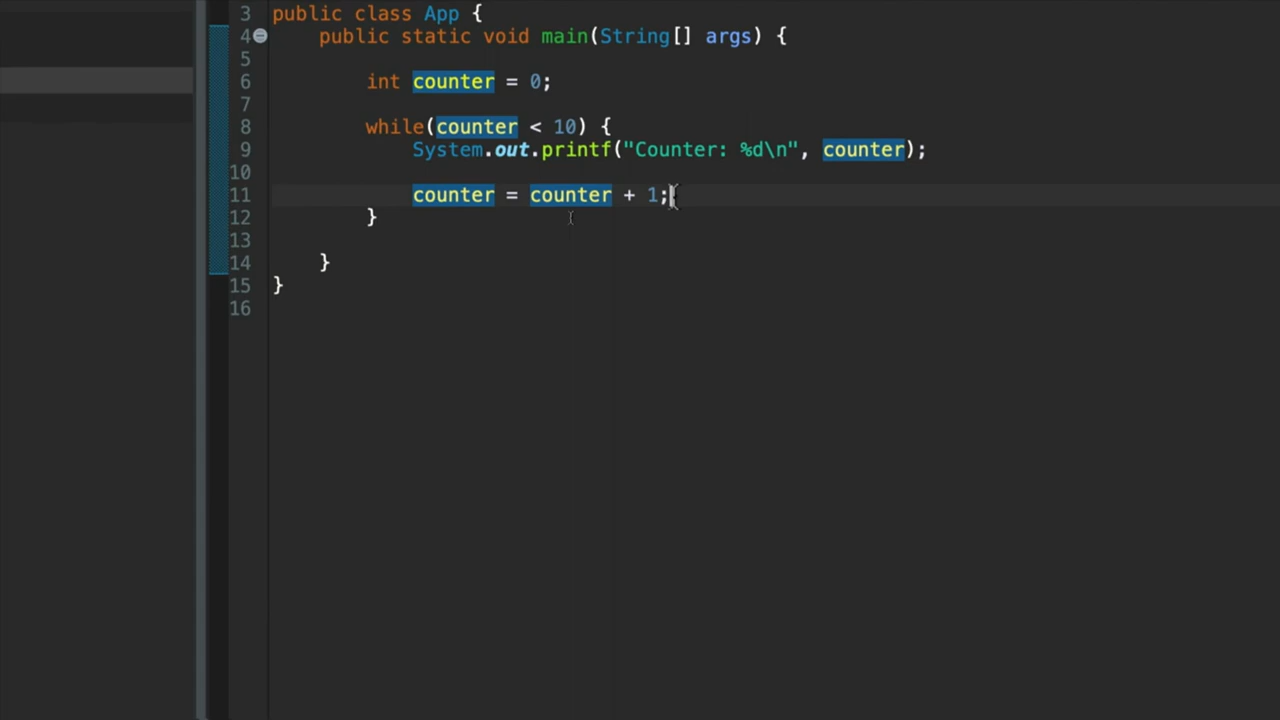 3 public class App {
4 public static void main(String[] args) {
5
6 int counter = 0;
7
8 while(counter < 10) {
9 System.out.printf("Counter: %d\n", counter);
10
11 counter = counter + 1;
12 }
13
14 }
15 }
16